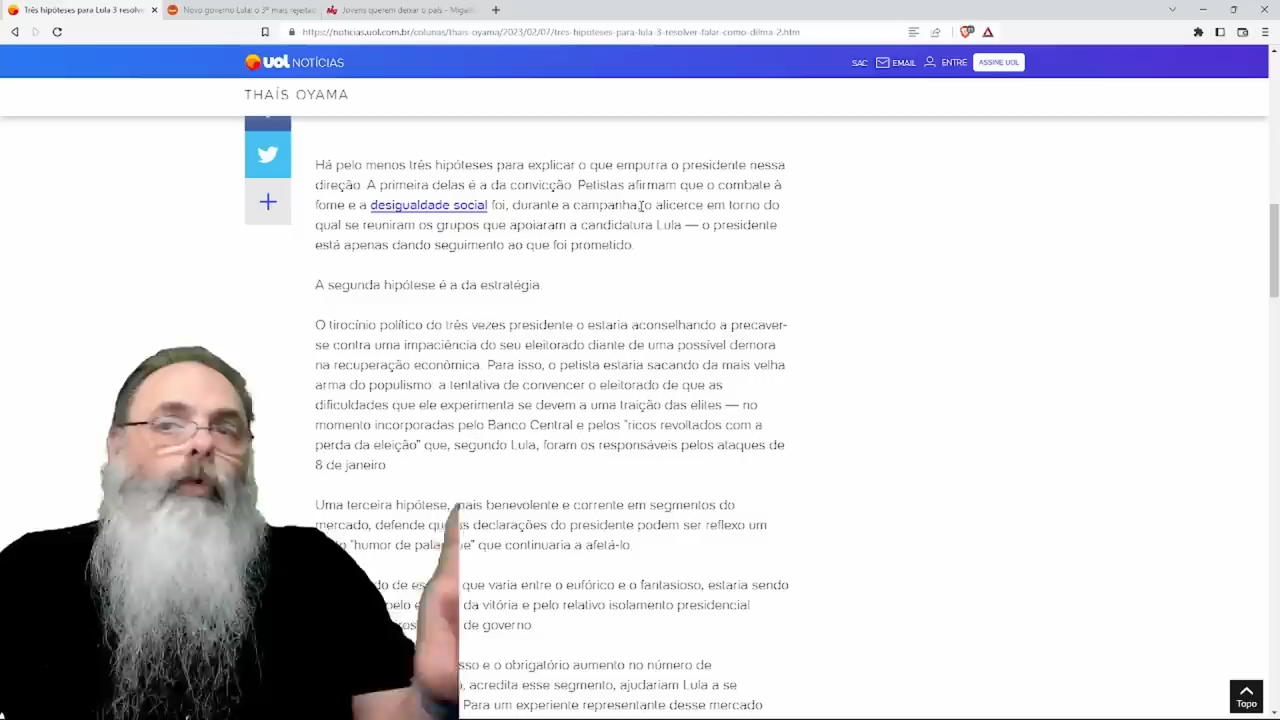 Três hipóteses para Lula 3 resolve
Novo governo Lula: o 3º mais rejeitad
Jovens querem deixar o país - Migalh
https://noticias.uol.com.br/colunas/thais-oyama/2023/02/07/tres-hipoteses-para-lula-3-resolver-falar-como-dilma-2.htm
UOL NOTÍCIAS
SAC EMAIL ENTRE ASSINE UOL
THAÍS OYAMA
Há pelo menos três hipóteses para explicar o que empurra o presidente nessa
direção. A primeira delas é a da convicção. Petistas afirmam que o combate à
fome e a desigualdade social foi, durante a campanha, o alicerce em torno do
qual se reuniram os grupos que apoiaram a candidatura Lula — o presidente
está apenas dando seguimento ao que foi prometido.
A segunda hipótese é a da estratégia.
O tirocínio político do três vezes presidente o estaria aconselhando a precaver-
se contra uma impaciência do seu eleitorado diante de uma possível demora
na recuperação econômica. Para isso, o petista estaria sacando da mais velha
arma do populismo: a tentativa de convencer o eleitorado de que as
dificuldades que ele experimenta se devem a uma traição das elites — no
momento incorporadas pelo Banco Central e pelos "ricos revoltados com a
perda da eleição" que, segundo Lula, foram os responsáveis pelos ataques de
8 de janeiro.
Uma terceira hipótese, mais benevolente e corrente em segmentos do
mercado, defende que as declarações do presidente podem ser reflexo um
"humor de palanque" que continuaria a afetá-lo.
que varia entre o eufórico e o fantasioso, estaria sendo
da vitória e pelo relativo isolamento presidencial
de governo.
e o obrigatório aumento no número de
acredita esse segmento, ajudariam Lula a se
Para um experiente representante desse mercado
Topo